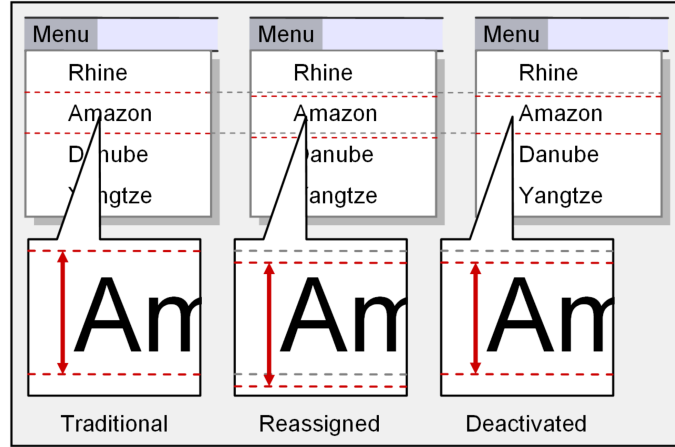 Menu
Rhine
Amazon
Danube
Yangtze
Am
Traditional
Menu
Rhine
Amazon
Danube
Yangtze
Am
Reassigned
Menu
Rhine
Amazon
Danube
Yangtze
Am
Deactivated